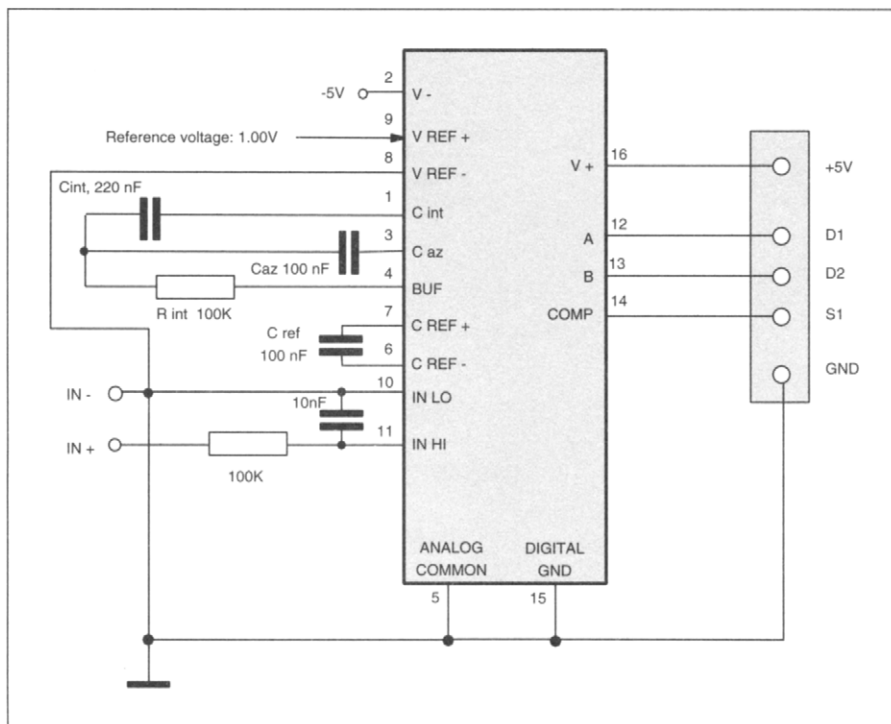 2
-5V
V -
9
Reference voltage: 1.00V
V REF +
8
V REF -
16
V +
+5V
Cint, 220 nF
1
C int
3
C az
Caz 100 nF
12
A
D1
4
BUF
R int 100K
13
B
D2
7
C REF +
14
COMP
S1
C ref
100 nF
6
C REF -
GND
10
IN -
IN LO
10nF
11
IN +
IN HI
100K
ANALOG
COMMON
DIGITAL
GND
5
15